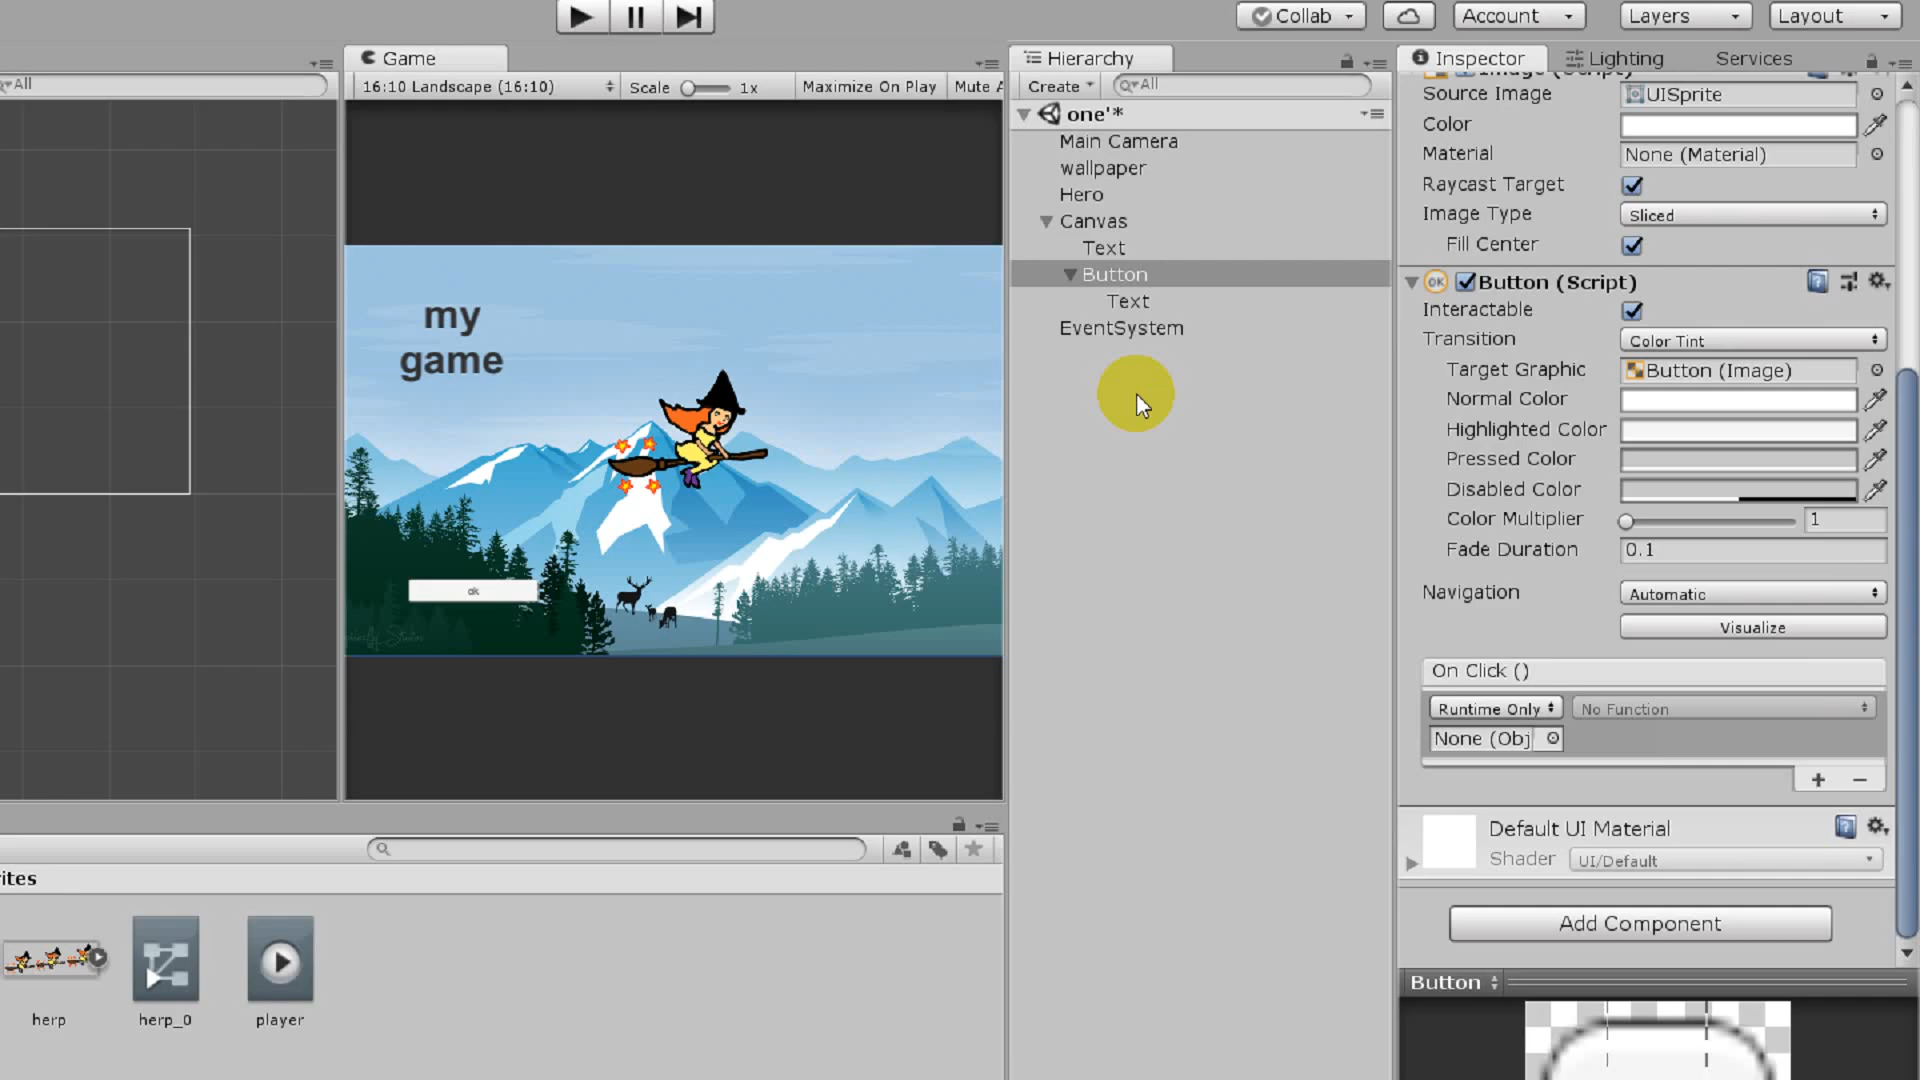 Collab
Account
Layers
Layout
All
Game
16:10 Landscape (16:10)
Scale
1x
Maximize On Play
Mute A
my
game
ok
Hierarchy
Create
All
one'*
Main Camera
wallpaper
Hero
Canvas
Text
Button
Text
EventSystem
Inspector
Lighting
Services
Image (Script)
Source Image
UISprite
Color
Material
None (Material)
Raycast Target
Image Type
Sliced
Fill Center
OK
Button (Script)
Interactable
Transition
Color Tint
Target Graphic
Button (Image)
Normal Color
Highlighted Color
Pressed Color
Disabled Color
Color Multiplier
1
Fade Duration
0.1
Navigation
Automatic
Visualize
On Click ()
Runtime Only
No Function
None (Obj
Default UI Material
Shader
UI/Default
Add Component
Button
ites
herp
herp_0
player